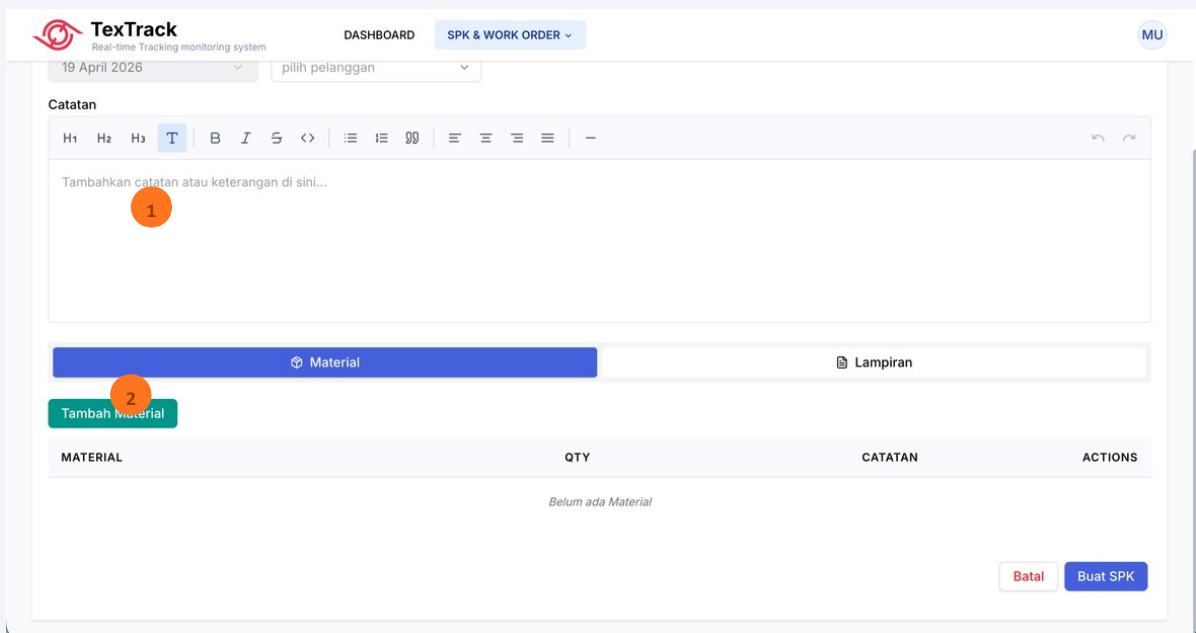 TexTrack
Real-time Tracking monitoring system
DASHBOARD
SPK & WORK ORDER
MU
19 April 2026
pilih pelanggan
Catatan
H1 H2 H3 T B I S <>
Tambahkan catatan atau keterangan di sini...
1
Material
Lampiran
2
Tambah Material
MATERIAL QTY CATATAN ACTIONS
Belum ada Material
Batal
Buat SPK